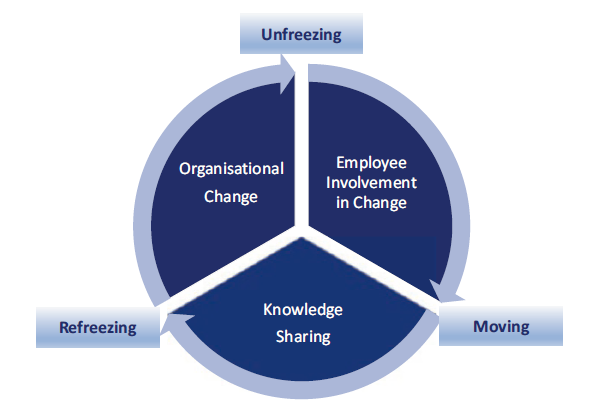 Unfreezing
Organisational
Change
Employee
Involvement
in Change
Knowledge
Sharing
Refreezing
Moving